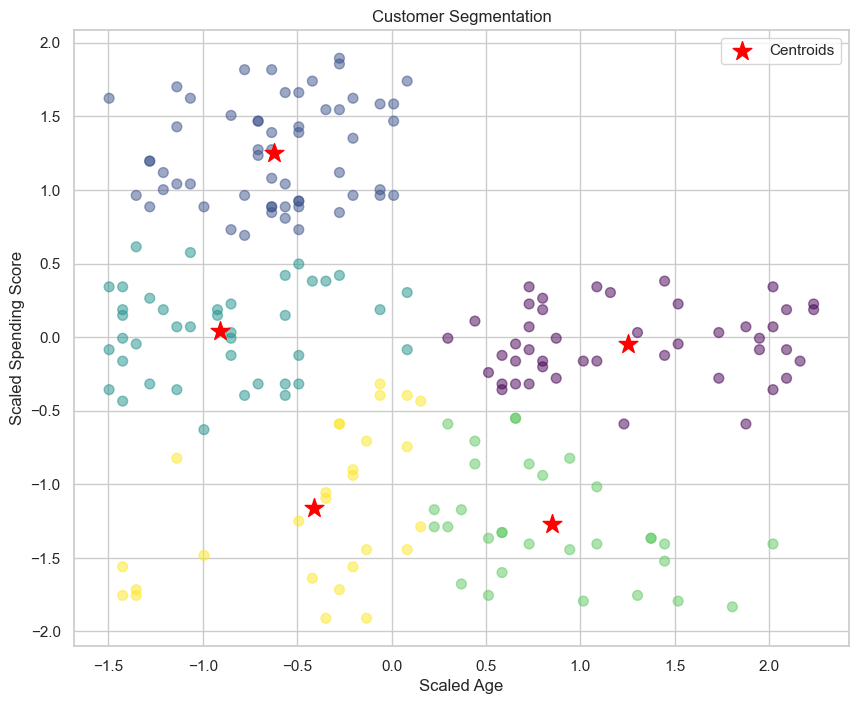 Customer Segmentation
Centroids
2.0
1.5
1.0
0.5
0.0
−0.5
−1.0
−1.5
−2.0
Scaled Spending Score
−1.5 −1.0 −0.5 0.0 0.5 1.0 1.5 2.0
Scaled Age